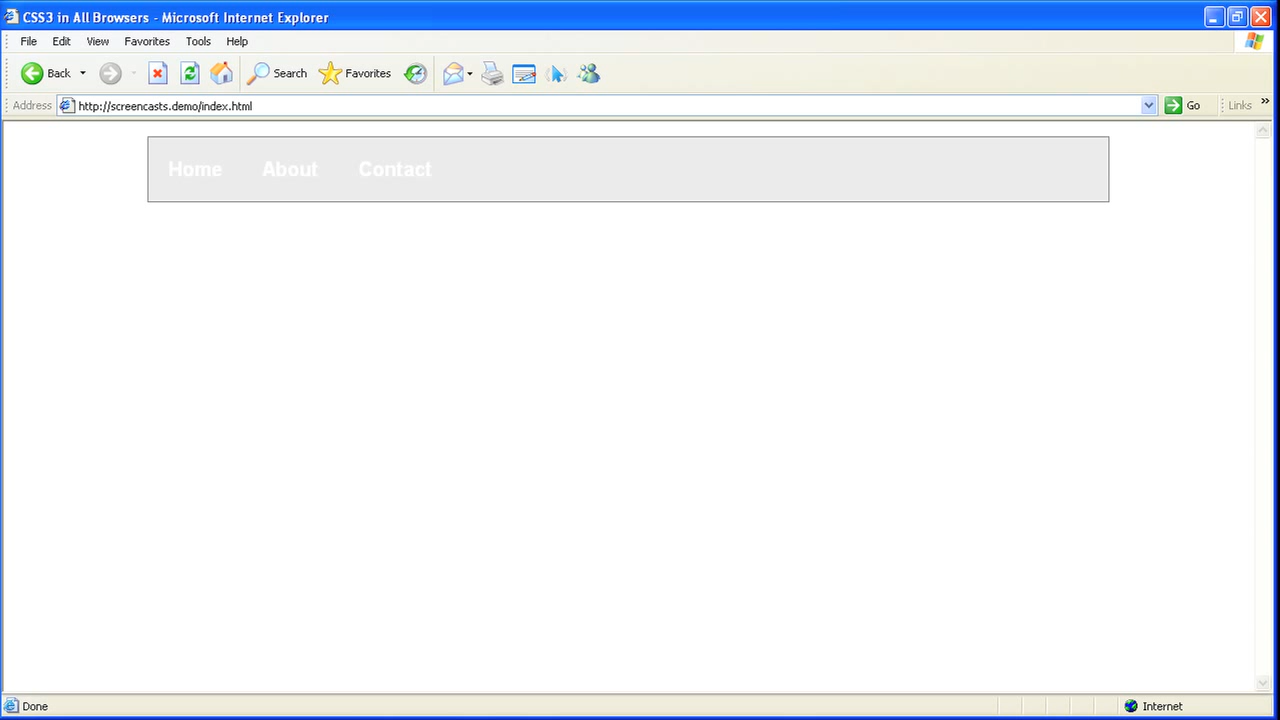 CSS3 in All Browsers - Microsoft Internet Explorer
File Edit View Favorites Tools Help
Back Search Favorites
Address http://screencasts.demo/index.html Go Links »
Home About Contact
Done Internet